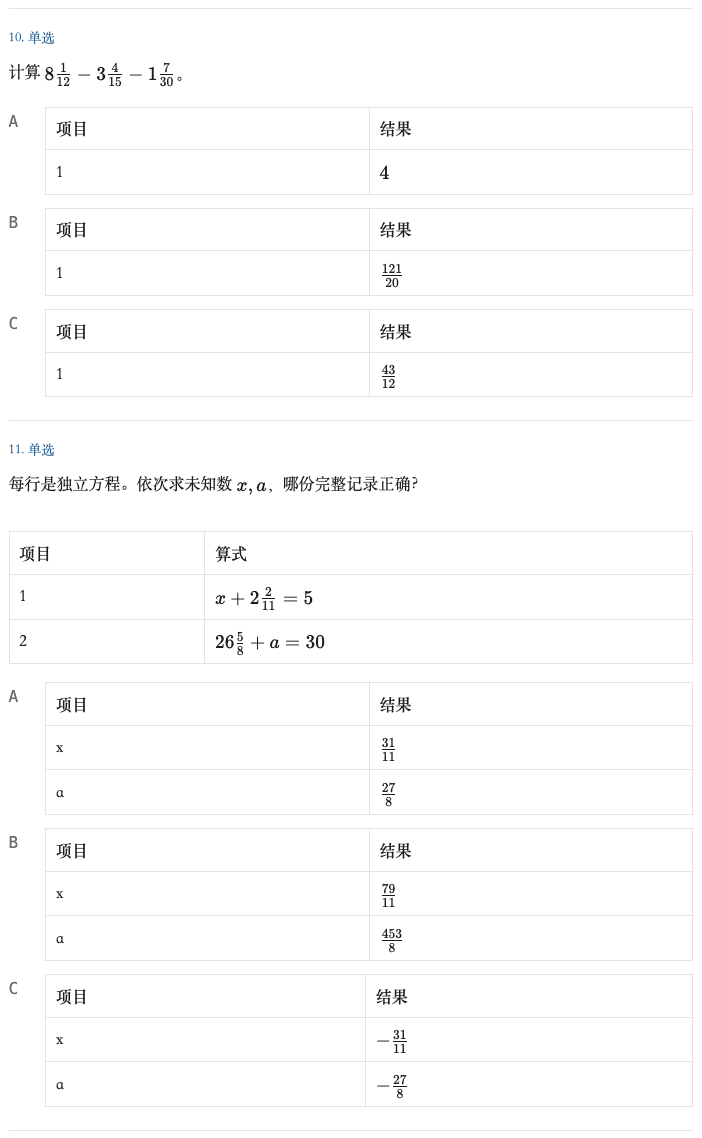 10. 单选
计算 8 1/12 − 3 4/15 − 1 7/30。
A
项目 结果
1 4
B
项目 结果
1 121/20
C
项目 结果
1 43/12
11. 单选
每行是独立方程。依次求未知数 x, a，哪份完整记录正确?
项目 算式
1 x + 2 2/11 = 5
2 26 5/8 + a = 30
A
项目 结果
x 31/11
a 27/8
B
项目 结果
x 79/11
a 453/8
C
项目 结果
x −31/11
a −27/8